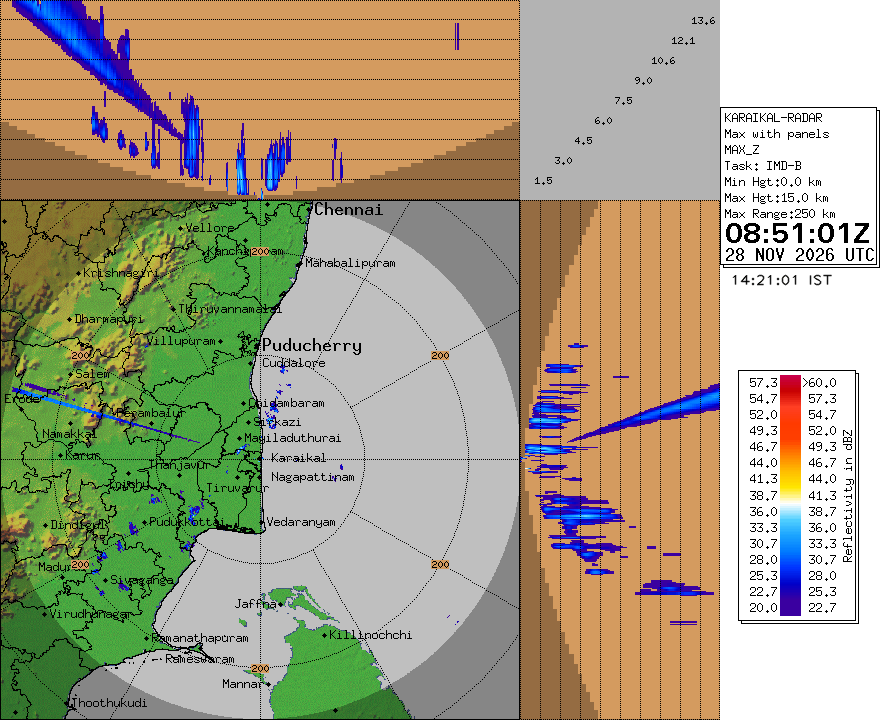 13.6
12.1
10.6
9.0
7.5
6.0
4.5
3.0
1.5
KARAIKAL-RADAR
Max with panels
MAX_Z
Task: IMD-B
Min Hgt:0.0 km
Max Hgt:15.0 km
Max Range:250 km
08:51:01Z
28 NOV 2026 UTC
14:21:01 IST
Chennai
Vellore
200
Mahabalipuram
Krishnagiri
Thiruvannamalai
Dharmapuri
Villupuram
Puducherry
200
200
Cuddalore
Salem
Erode
Chidambaram
Perambalur
Sirkazi
Namakkal
Mayiladuthurai
Karur
Karaikal
Thanjavur
Nagapattinam
Trichy
Tiruvarur
Dindigul
Pudukkottai
Vedaranyam
200
200
Madurai
Sivaganga
Jaffna
Virudhunagar
Ramanathapuram
Killinochchi
Rameswaram
200
Mannar
Thoothukudi
57.3 >60.0
54.7 57.3
52.0 54.7
49.3 52.0
46.7 49.3
44.0 46.7
41.3 44.0
38.7 41.3
36.0 38.7
33.3 36.0
30.7 33.3
28.0 30.7
25.3 28.0
22.7 25.3
20.0 22.7
Reflectivity in dBZ